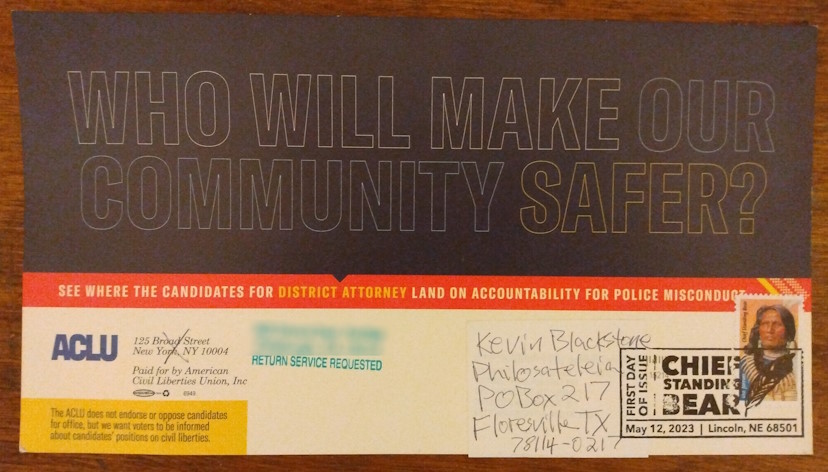 WHO WILL MAKE OUR
COMMUNITY SAFER?
SEE WHERE THE CANDIDATES FOR DISTRICT ATTORNEY LAND ON ACCOUNTABILITY FOR POLICE
ACLU
125 Broad Street
New York, NY 10004
Paid for by American
Civil Liberties Union, Inc
The ACLU does not endorse or oppose candidates
for office, but we want voters to be informed
about candidates' positions on civil liberties.
RETURN SERVICE REQUESTED
Kevin Blackstone
Philosateleian
PO Box 217
Floresville TX
78114-0217
FIRST DAY
OF ISSUE
CHIEF
STANDING
BEAR
May 12, 2023 | Lincoln, NE 68501